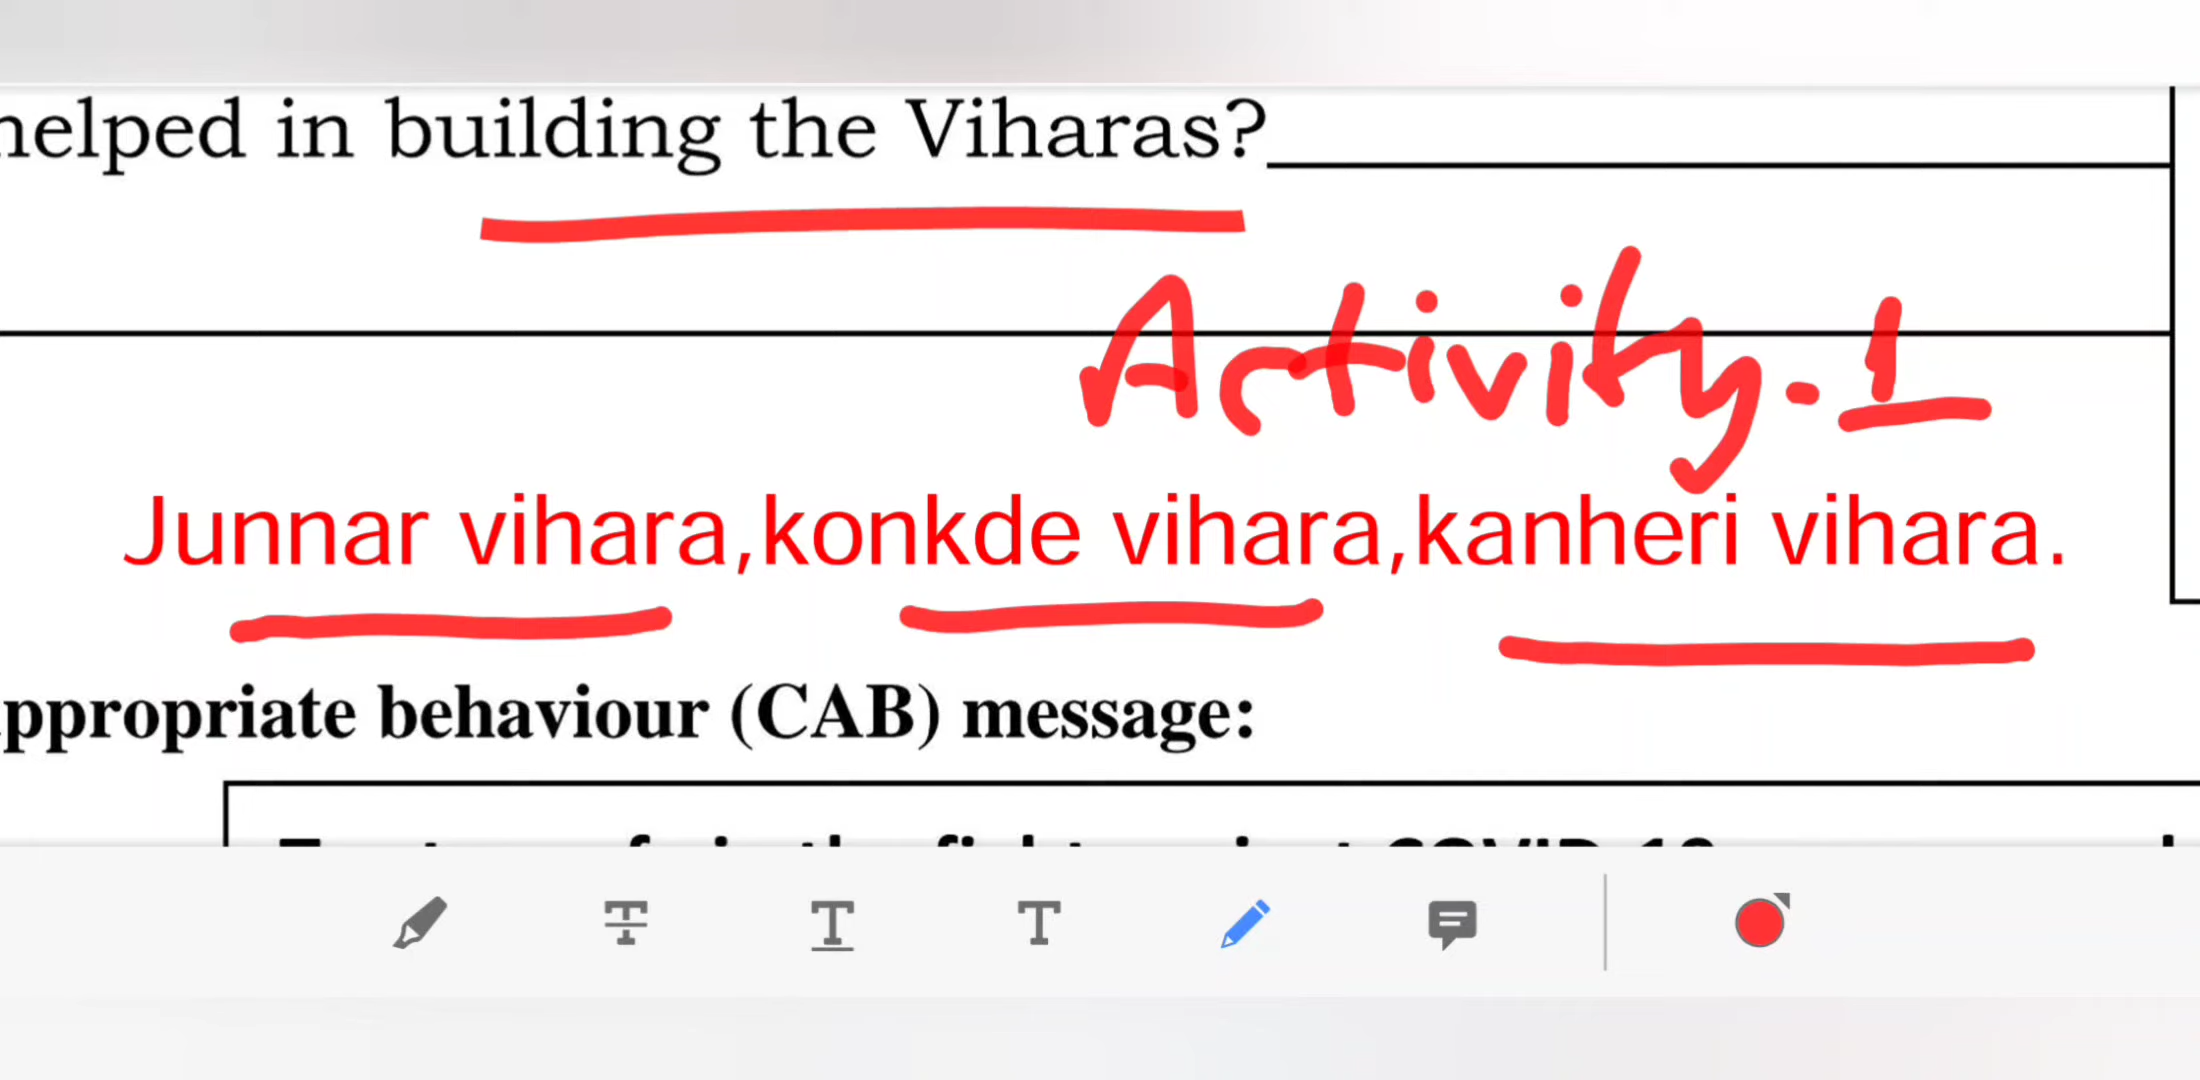 helped in building the Viharas?
Activity.1
Junnar vihara,konkde vihara,kanheri vihara.
ppropriate behaviour (CAB) message: